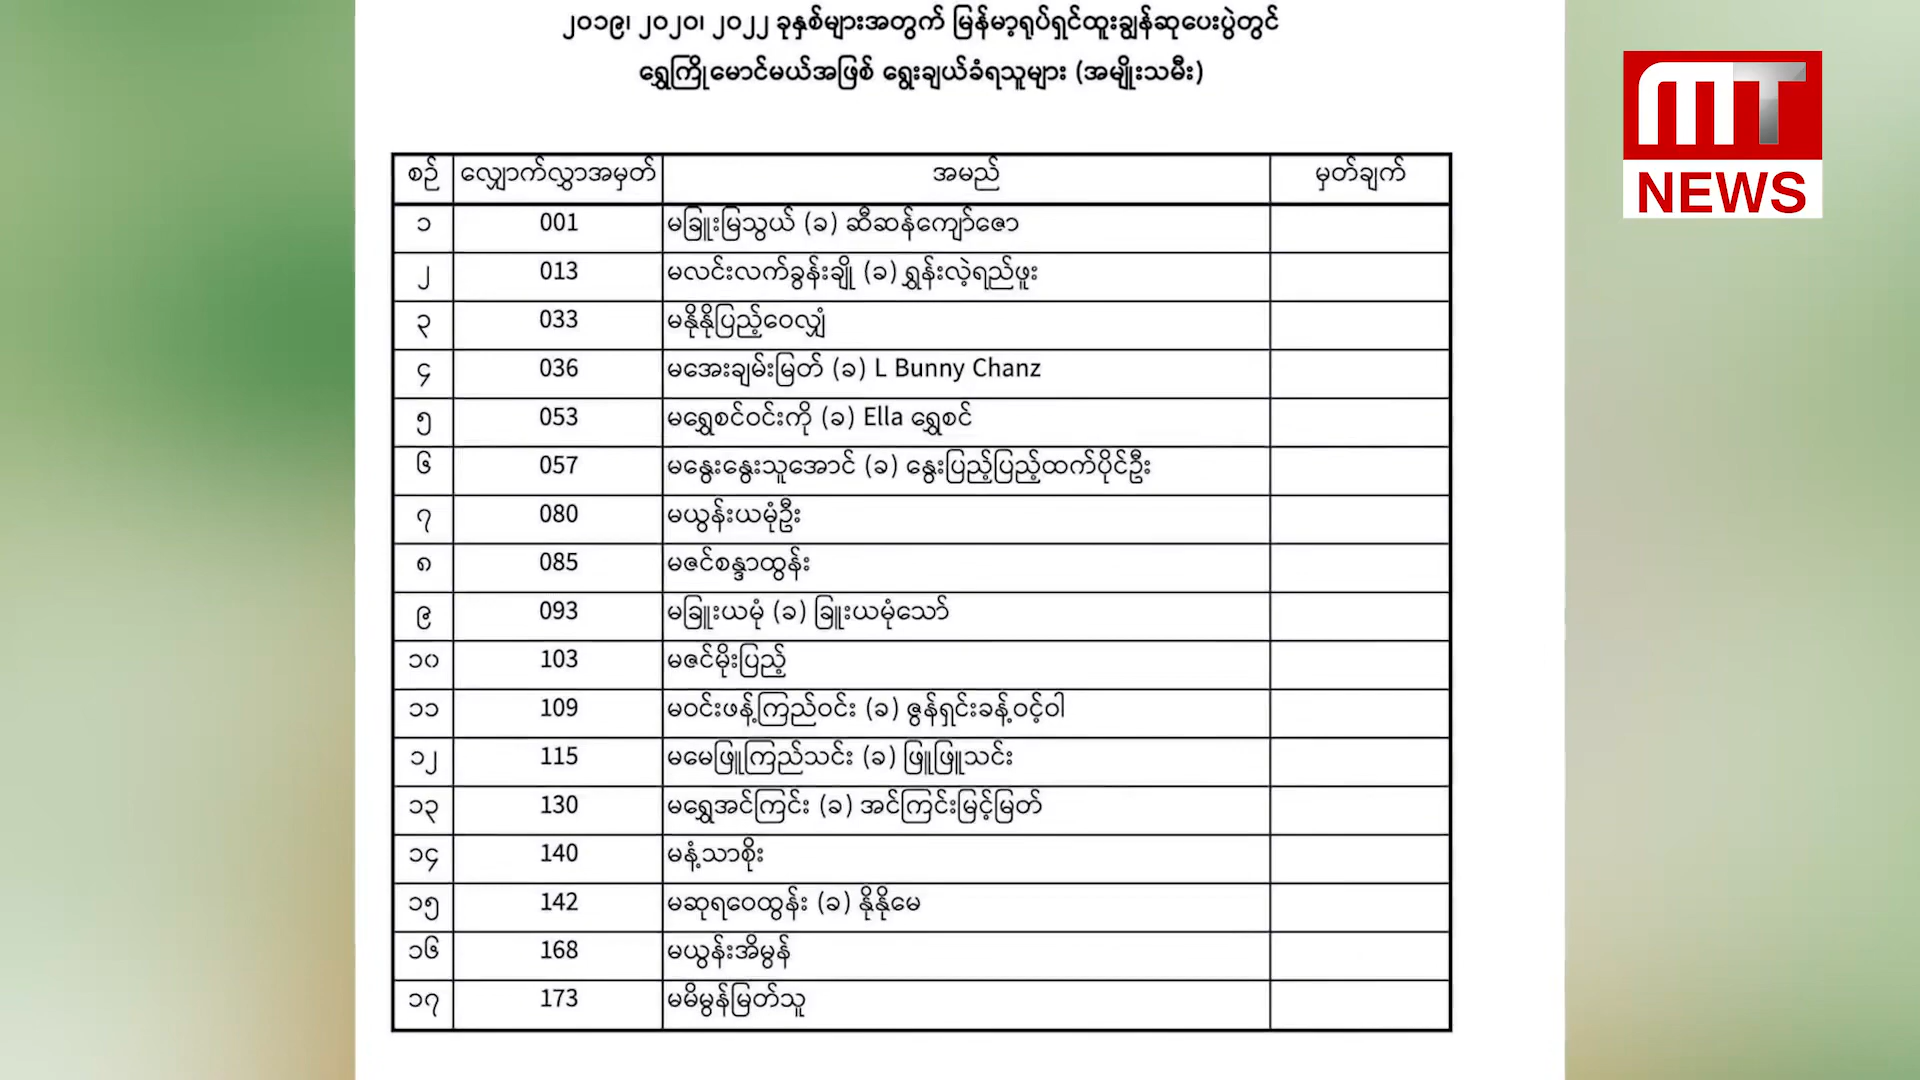 ၂၀၁၉၊ ၂၀၂၀၊ ၂၀၂၂ ခုနှစ်များအတွက် မြန်မာ့ရုပ်ရှင်ထူးချွန်ဆုပေးပွဲတွင်
ရွှေကြိုမောင်မယ်အဖြစ် ရွေးချယ်ခံရသူများ (အမျိုးသမီး)
MT
NEWS
စဉ် လျှောက်လွှာအမှတ် အမည် မှတ်ချက်
၁ 001 မခြူးမြသွယ် (ခ) ဆီဆန်ကျော်ဇော
၂ 013 မလင်းလက်ခွန်းချို (ခ) ရွှန်းလဲ့ရည်ဖူး
၃ 033 မနိုနိုပြည့်ဝေလျှံ
၄ 036 မအေးချမ်းမြတ် (ခ) L Bunny Chanz
၅ 053 မရွှေစင်ဝင်းကို (ခ) Ella ရွှေစင်
၆ 057 မနွေးနွေးသူအောင် (ခ) နွေးပြည့်ပြည့်ထက်ပိုင်ဦး
၇ 080 မယွန်းယမုံဦး
၈ 085 မဇင်စန္ဒာထွန်း
၉ 093 မခြူးယမုံ (ခ) ခြူးယမုံသော်
၁၀ 103 မဇင်မိုးပြည့်
၁၁ 109 မဝင်းဖန့်ကြည်ဝင်း (ခ) ဇွန်ရှင်းခန့်ဝင့်ဝါ
၁၂ 115 မမေဖြူကြည်သင်း (ခ) ဖြူဖြူသင်း
၁၃ 130 မရွှေအင်ကြင်း (ခ) အင်ကြင်းမြင့်မြတ်
၁၄ 140 မနံ့သာစိုး
၁၅ 142 မဆုရဝေထွန်း (ခ) နိုနိုမေ
၁၆ 168 မယွန်းအိမွန်
၁၇ 173 မမိမွန်မြတ်သူ